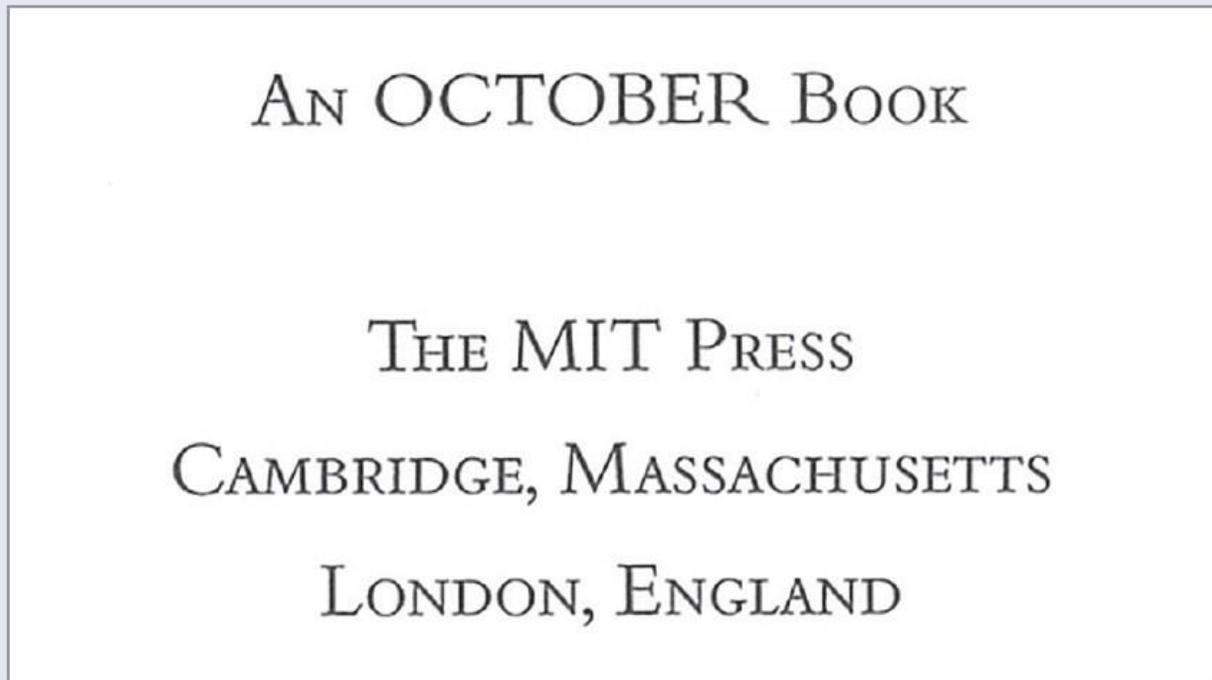 An OCTOBER Book
The MIT Press
Cambridge, Massachusetts
London, England